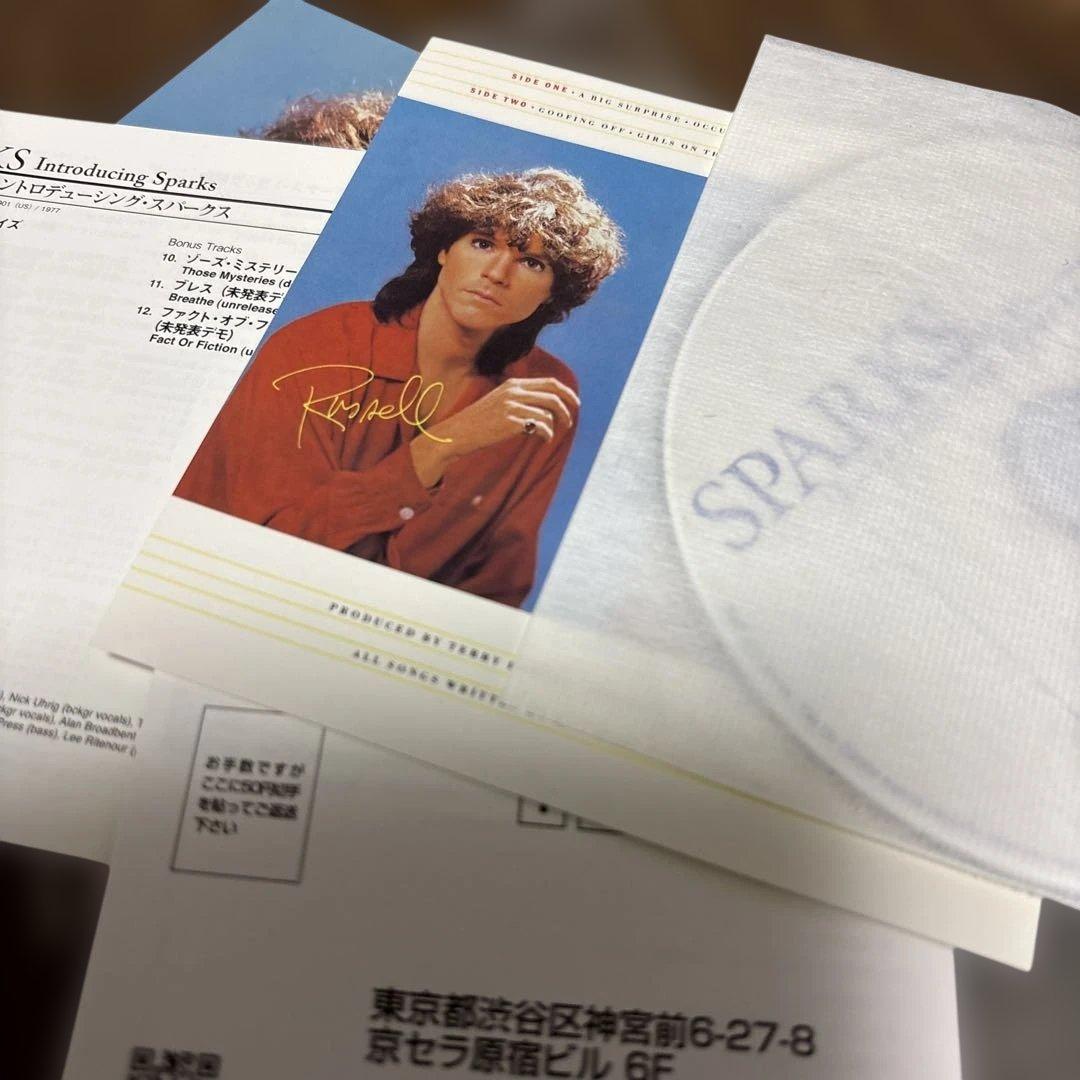 SIDE ONE • A BIG SURPRISE • OCCU
SIDE TWO • GOOFING OFF • GIRLS ON TH
KS Introducing Sparks
ントロデューシング・スパークス
901 (US) / 1977
イズ
Bonus Tracks
10. ゾーズ・ミステリー
Those Mysteries (d
11. ブレス (未発表デ
Breathe (unrelease
12. ファクト・オブ・フ
(未発表デモ)
Fact Or Fiction (u
Russell
SPARKS
PRODUCED BY TERRY
ALL SONGS WRITT
), Nick Uhrig (bckgr vocals), T
kgr vocals), Alan Broadbent
Press (bass), Lee Ritenour (
お手数ですが
ここに50円切手
を貼ってご返送
下さい
東京都渋谷区神宮前6-27-8
京セラ原宿ビル 6F